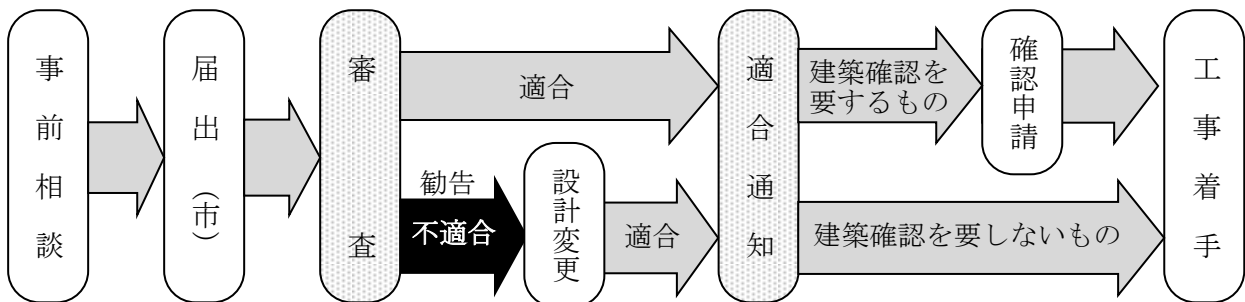 事前相談
届出（市）
審査
適合
勧告
不適合
設計変更
適合
適合通知
建築確認を
要するもの
確認申請
建築確認を要しないもの
工事着手